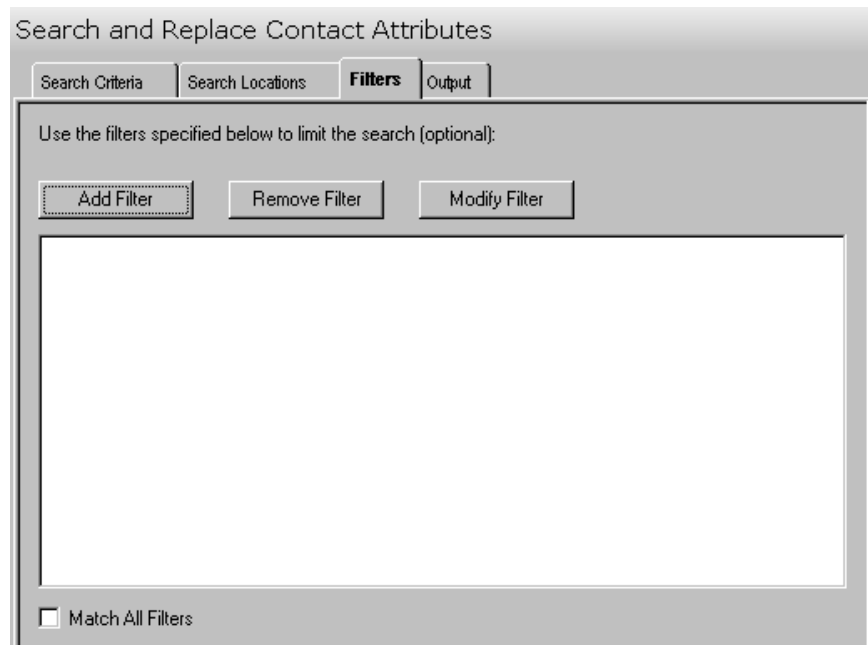 Search and Replace Contact Attributes
Search Criteria Search Locations Filters Output
Use the filters specified below to limit the search (optional):
Add Filter Remove Filter Modify Filter
Match All Filters